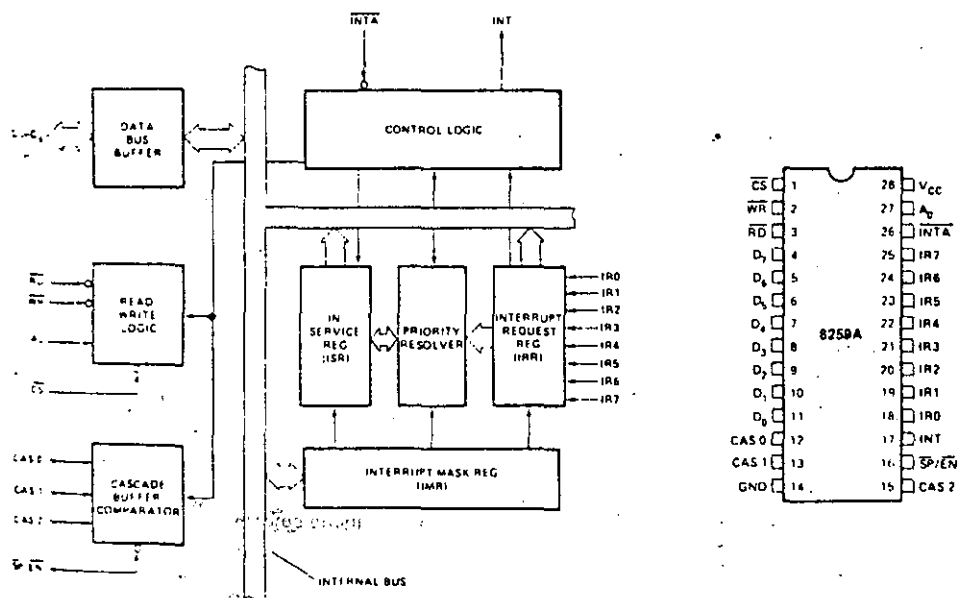 INTA
INT
DATA
BUS
BUFFER
CONTROL LOGIC
RD
READ
WRITE
LOGIC
CS
IN
SERVICE
REG
(ISR)
PRIORITY
RESOLVER
INTERRUPT
REQUEST
REG
(IRR)
IR0
IR1
IR2
IR3
IR4
IR5
IR6
IR7
CAS 0
CAS 1
CAS 2
CASCADE
BUFFER
COMPARATOR
SP/EN
INTERRUPT MASK REG
(IMR)
INTERNAL BUS
8259A
CS 1
WR 2
RD 3
D7 4
D6 5
D5 6
D4 7
D3 8
D2 9
D1 10
D0 11
CAS 0 12
CAS 1 13
GND 14
28 VCC
27 A0
26 INTA
25 IR7
24 IR6
23 IR5
22 IR4
21 IR3
20 IR2
19 IR1
18 IR0
17 INT
16 SP/EN
15 CAS 2